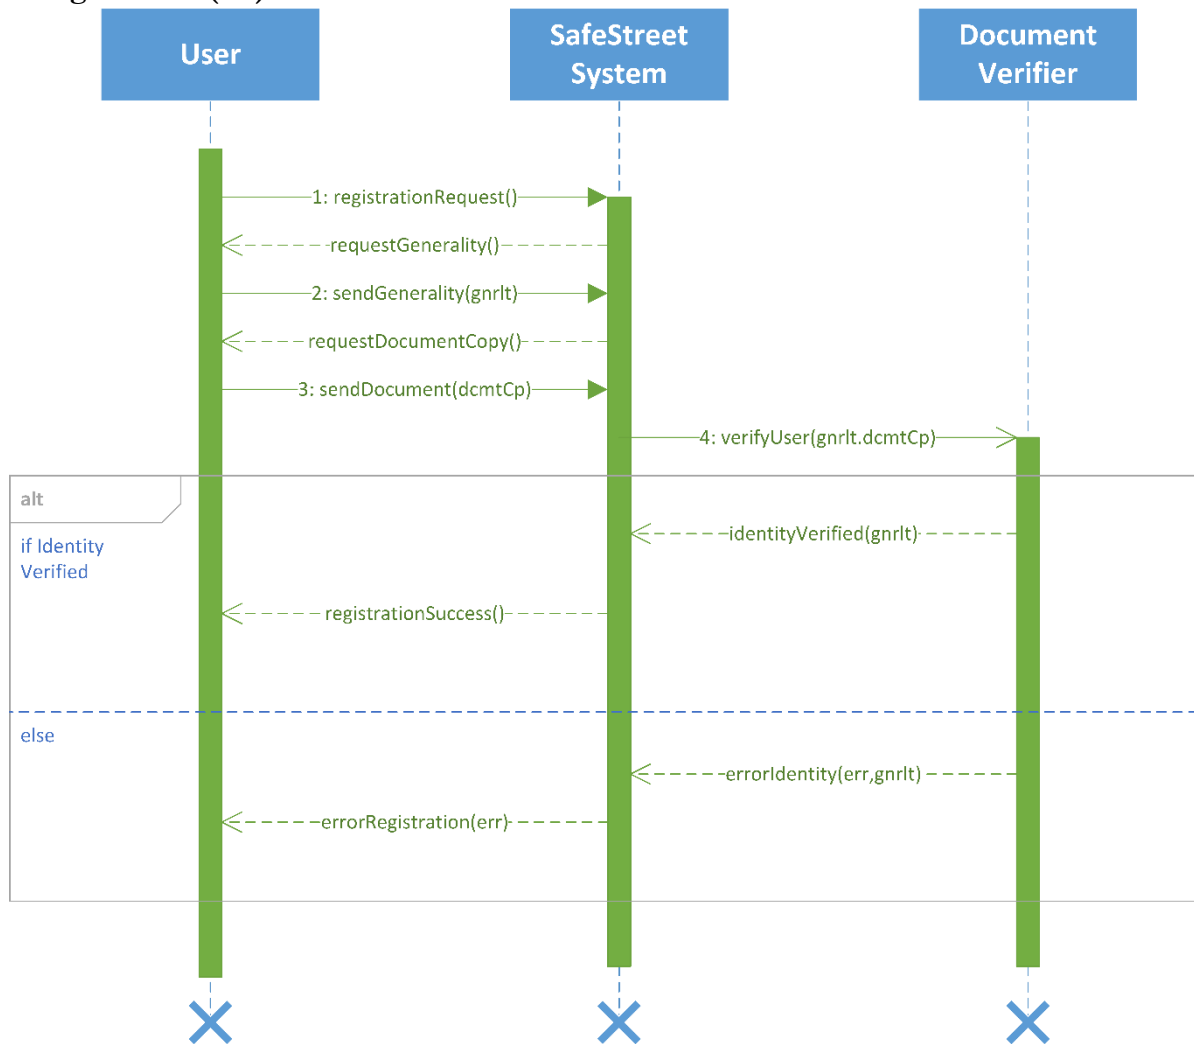 User
SafeStreet
System
Document
Verifier
1: registrationRequest()
requestGenerality()
2: sendGenerality(gnrlt)
requestDocumentCopy()
3: sendDocument(dcmtCp)
4: verifyUser(gnrlt.dcmtCp)
alt
if Identity
Verified
identityVerified(gnrlt)
registrationSuccess()
else
errorIdentity(err,gnrlt)
errorRegistration(err)